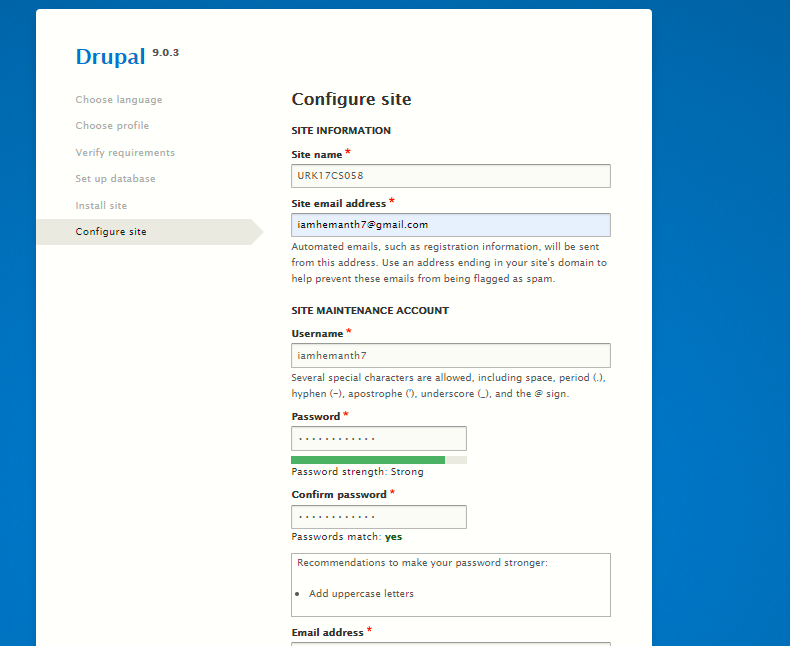 Drupal 9.0.3
Choose language
Choose profile
Verify requirements
Set up database
Install site
Configure site
Configure site
SITE INFORMATION
Site name *
URK17CS058
Site email address *
iamhemanth7@gmail.com
Automated emails, such as registration information, will be sent
from this address. Use an address ending in your site's domain to
help prevent these emails from being flagged as spam.
SITE MAINTENANCE ACCOUNT
Username *
iamhemanth7
Several special characters are allowed, including space, period (.),
hyphen (-), apostrophe ('), underscore (_), and the @ sign.
Password *
............
Password strength: Strong
Confirm password *
............
Passwords match: yes
Recommendations to make your password stronger:
• Add uppercase letters
Email address *